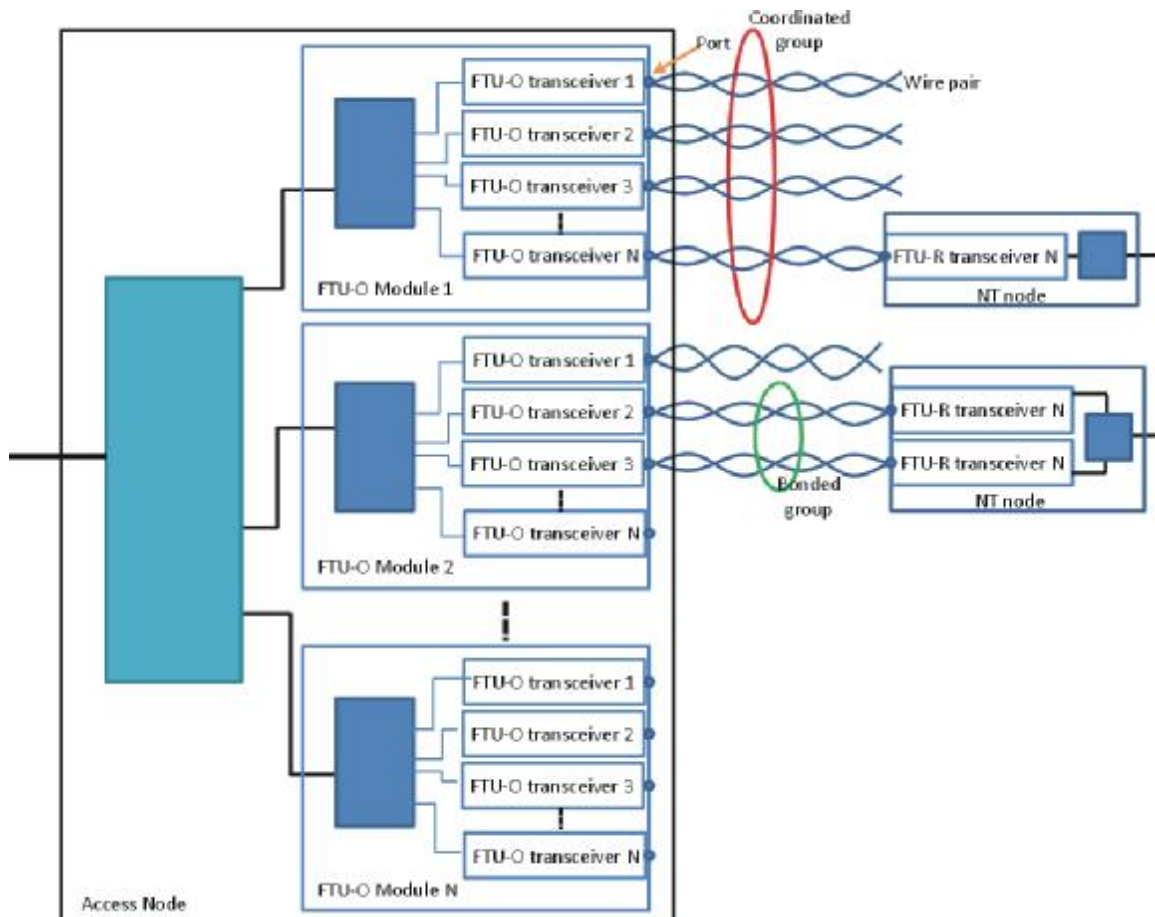 Coordinated
group
Port
Wire pair
FTU-O transceiver 1
FTU-O transceiver 2
FTU-O transceiver 3
FTU-O transceiver N
FTU-O Module 1
FTU-R transceiver N
NT node
FTU-O transceiver 1
FTU-O transceiver 2
FTU-O transceiver 3
FTU-O transceiver N
FTU-O Module 2
Bonded
group
FTU-R transceiver N
FTU-R transceiver N
NT node
FTU-O transceiver 1
FTU-O transceiver 2
FTU-O transceiver 3
FTU-O transceiver N
FTU-O Module N
Access Node